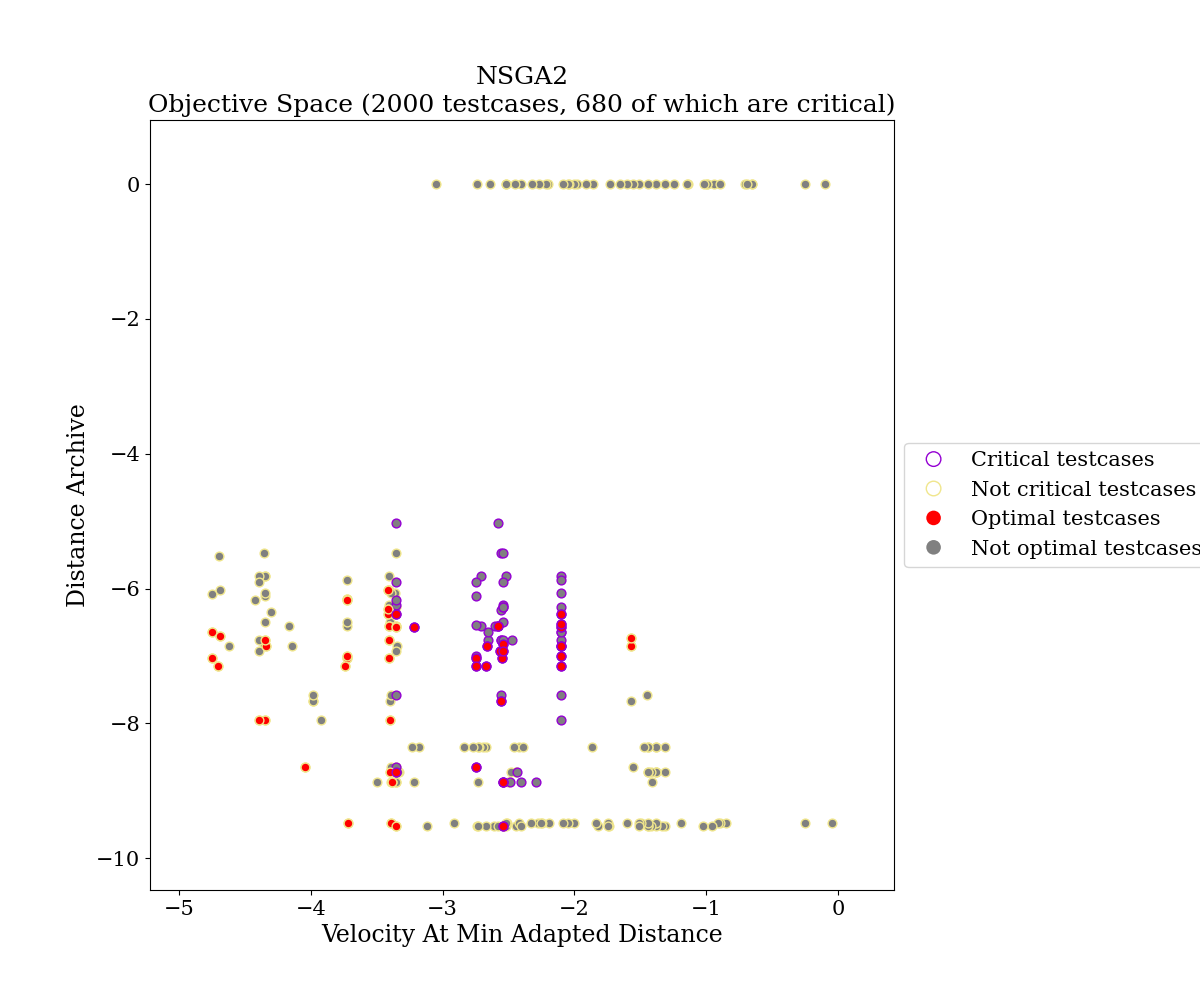 NSGA2
Objective Space (2000 testcases, 680 of which are critical)
0
−2
−4
−6
−8
−10
Distance Archive
−5
−4
−3
−2
−1
0
Velocity At Min Adapted Distance
Critical testcases
Not critical testcases
Optimal testcases
Not optimal testcases